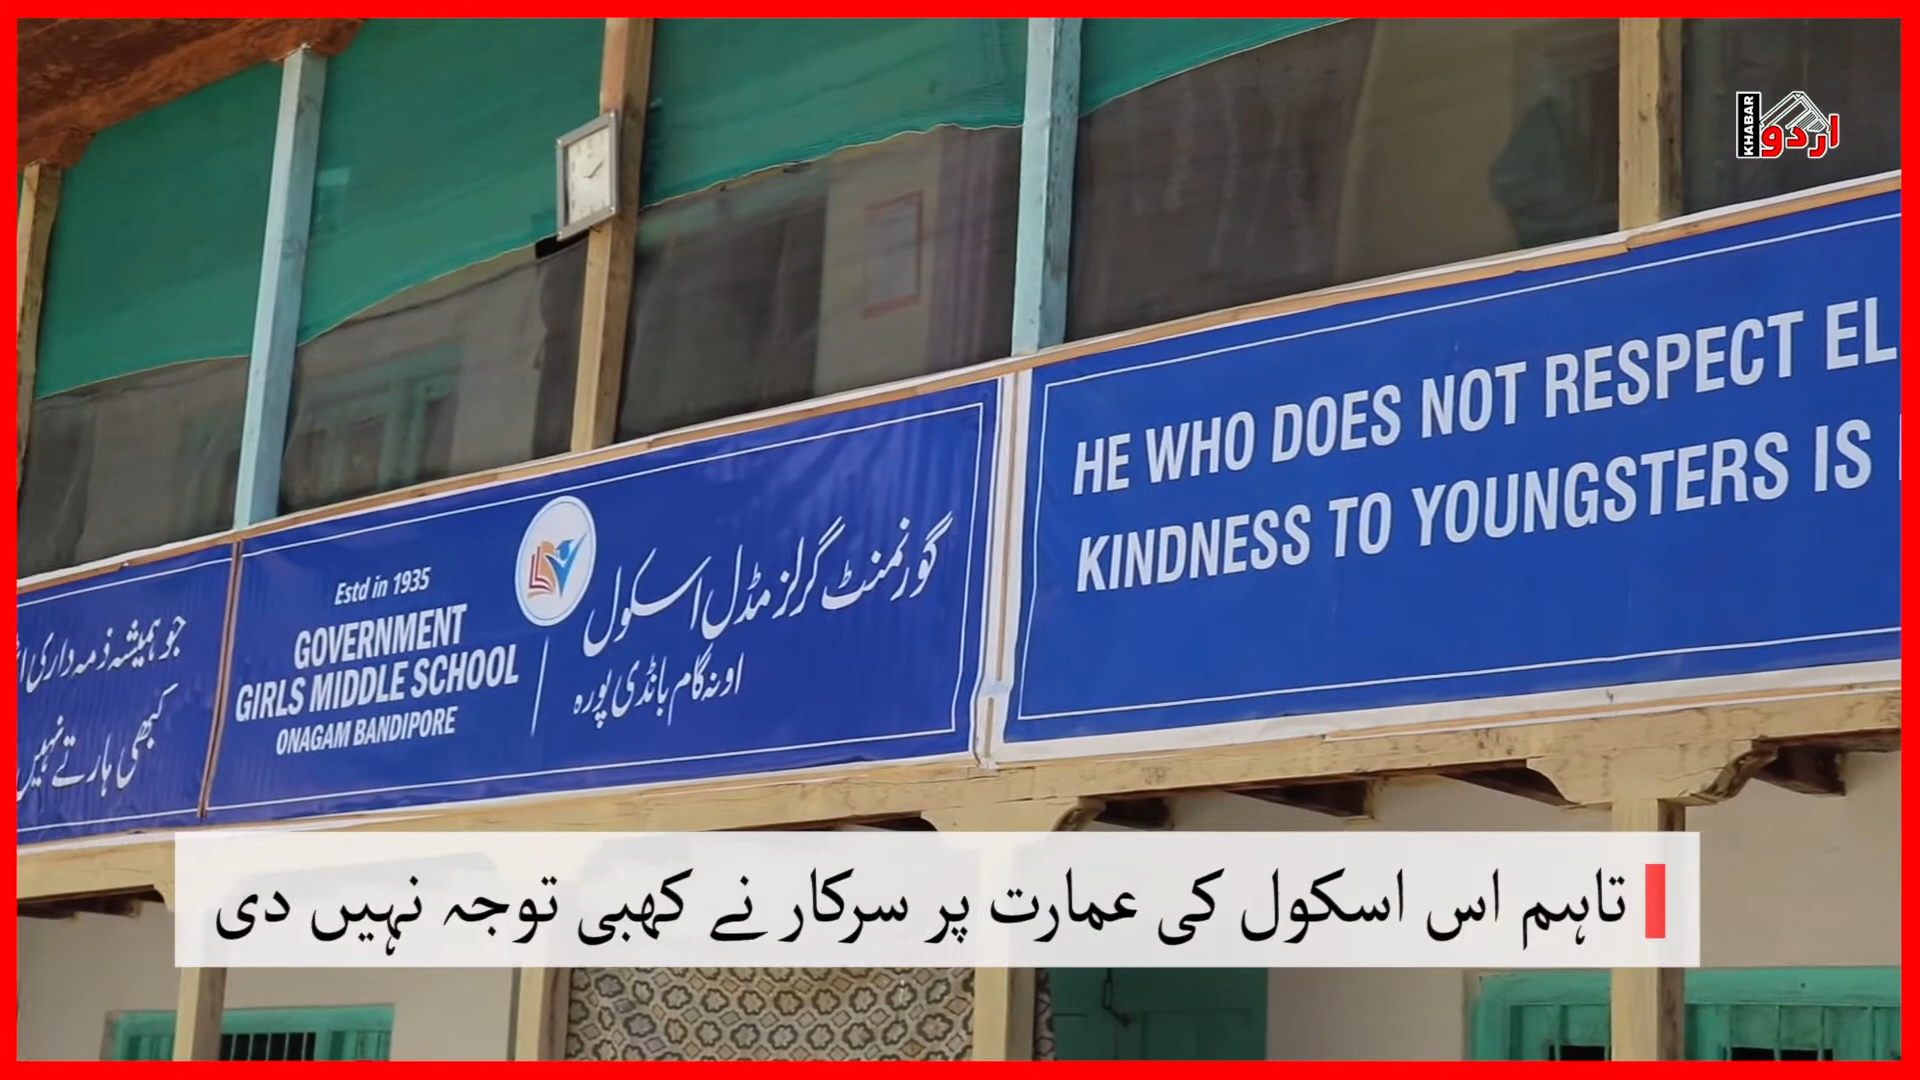 KHABAR
اردو
HE WHO DOES NOT RESPECT EL
KINDNESS TO YOUNGSTERS IS
Estd in 1935
GOVERNMENT
GIRLS MIDDLE SCHOOL
ONAGAM BANDIPORE
گورنمنٹ گرلز مڈل اسکول
اونہ گام بانڈی پورہ
جو ہمیشہ ذمہ داری
کبھی ہارتے نہیں
تاہم اس اسکول کی عمارت پر سرکار نے کھبی توجہ نہیں دی